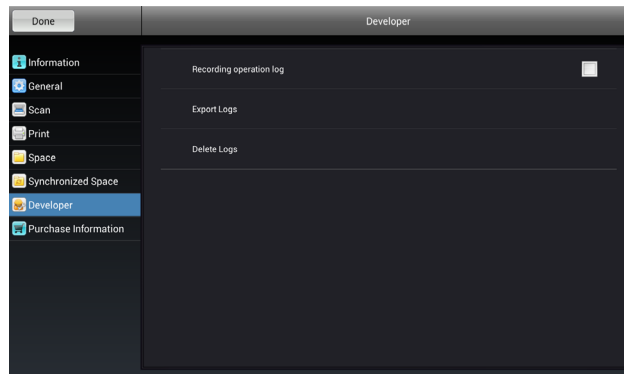 Done
Developer
Information
General
Scan
Print
Space
Synchronized Space
Developer
Purchase Information
Recording operation log
Export Logs
Delete Logs